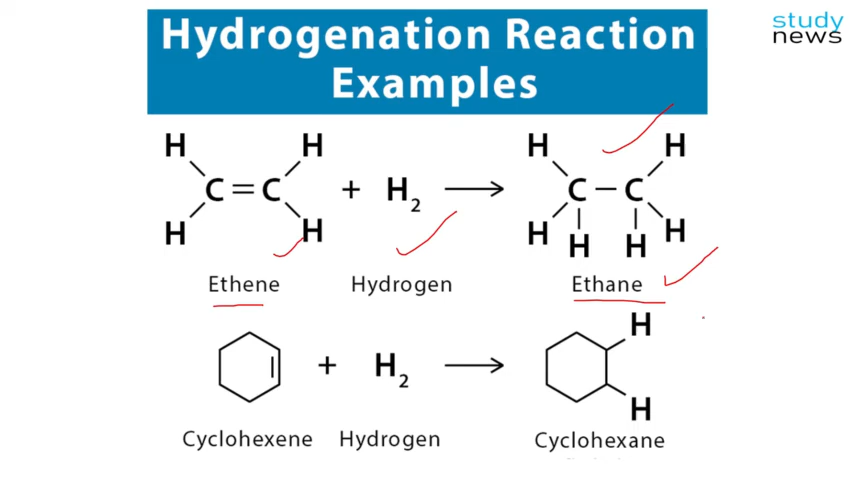 study
news
Hydrogenation Reaction
Examples
H H H H
C=C + H2 → C–C
H H H H H H
Ethene Hydrogen Ethane
H
+ H2 →
H
Cyclohexene Hydrogen Cyclohexane